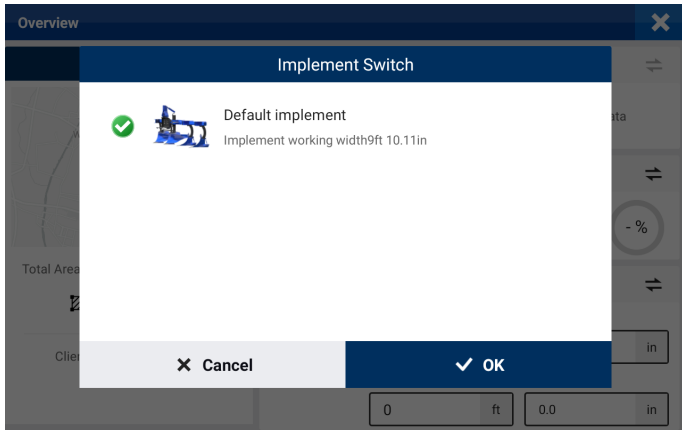 Overview
Implement Switch
Default implement
Implement working width9ft 10.11in
ata
- %
Total Area
Clien
in
Cancel
OK
0 ft 0.0 in